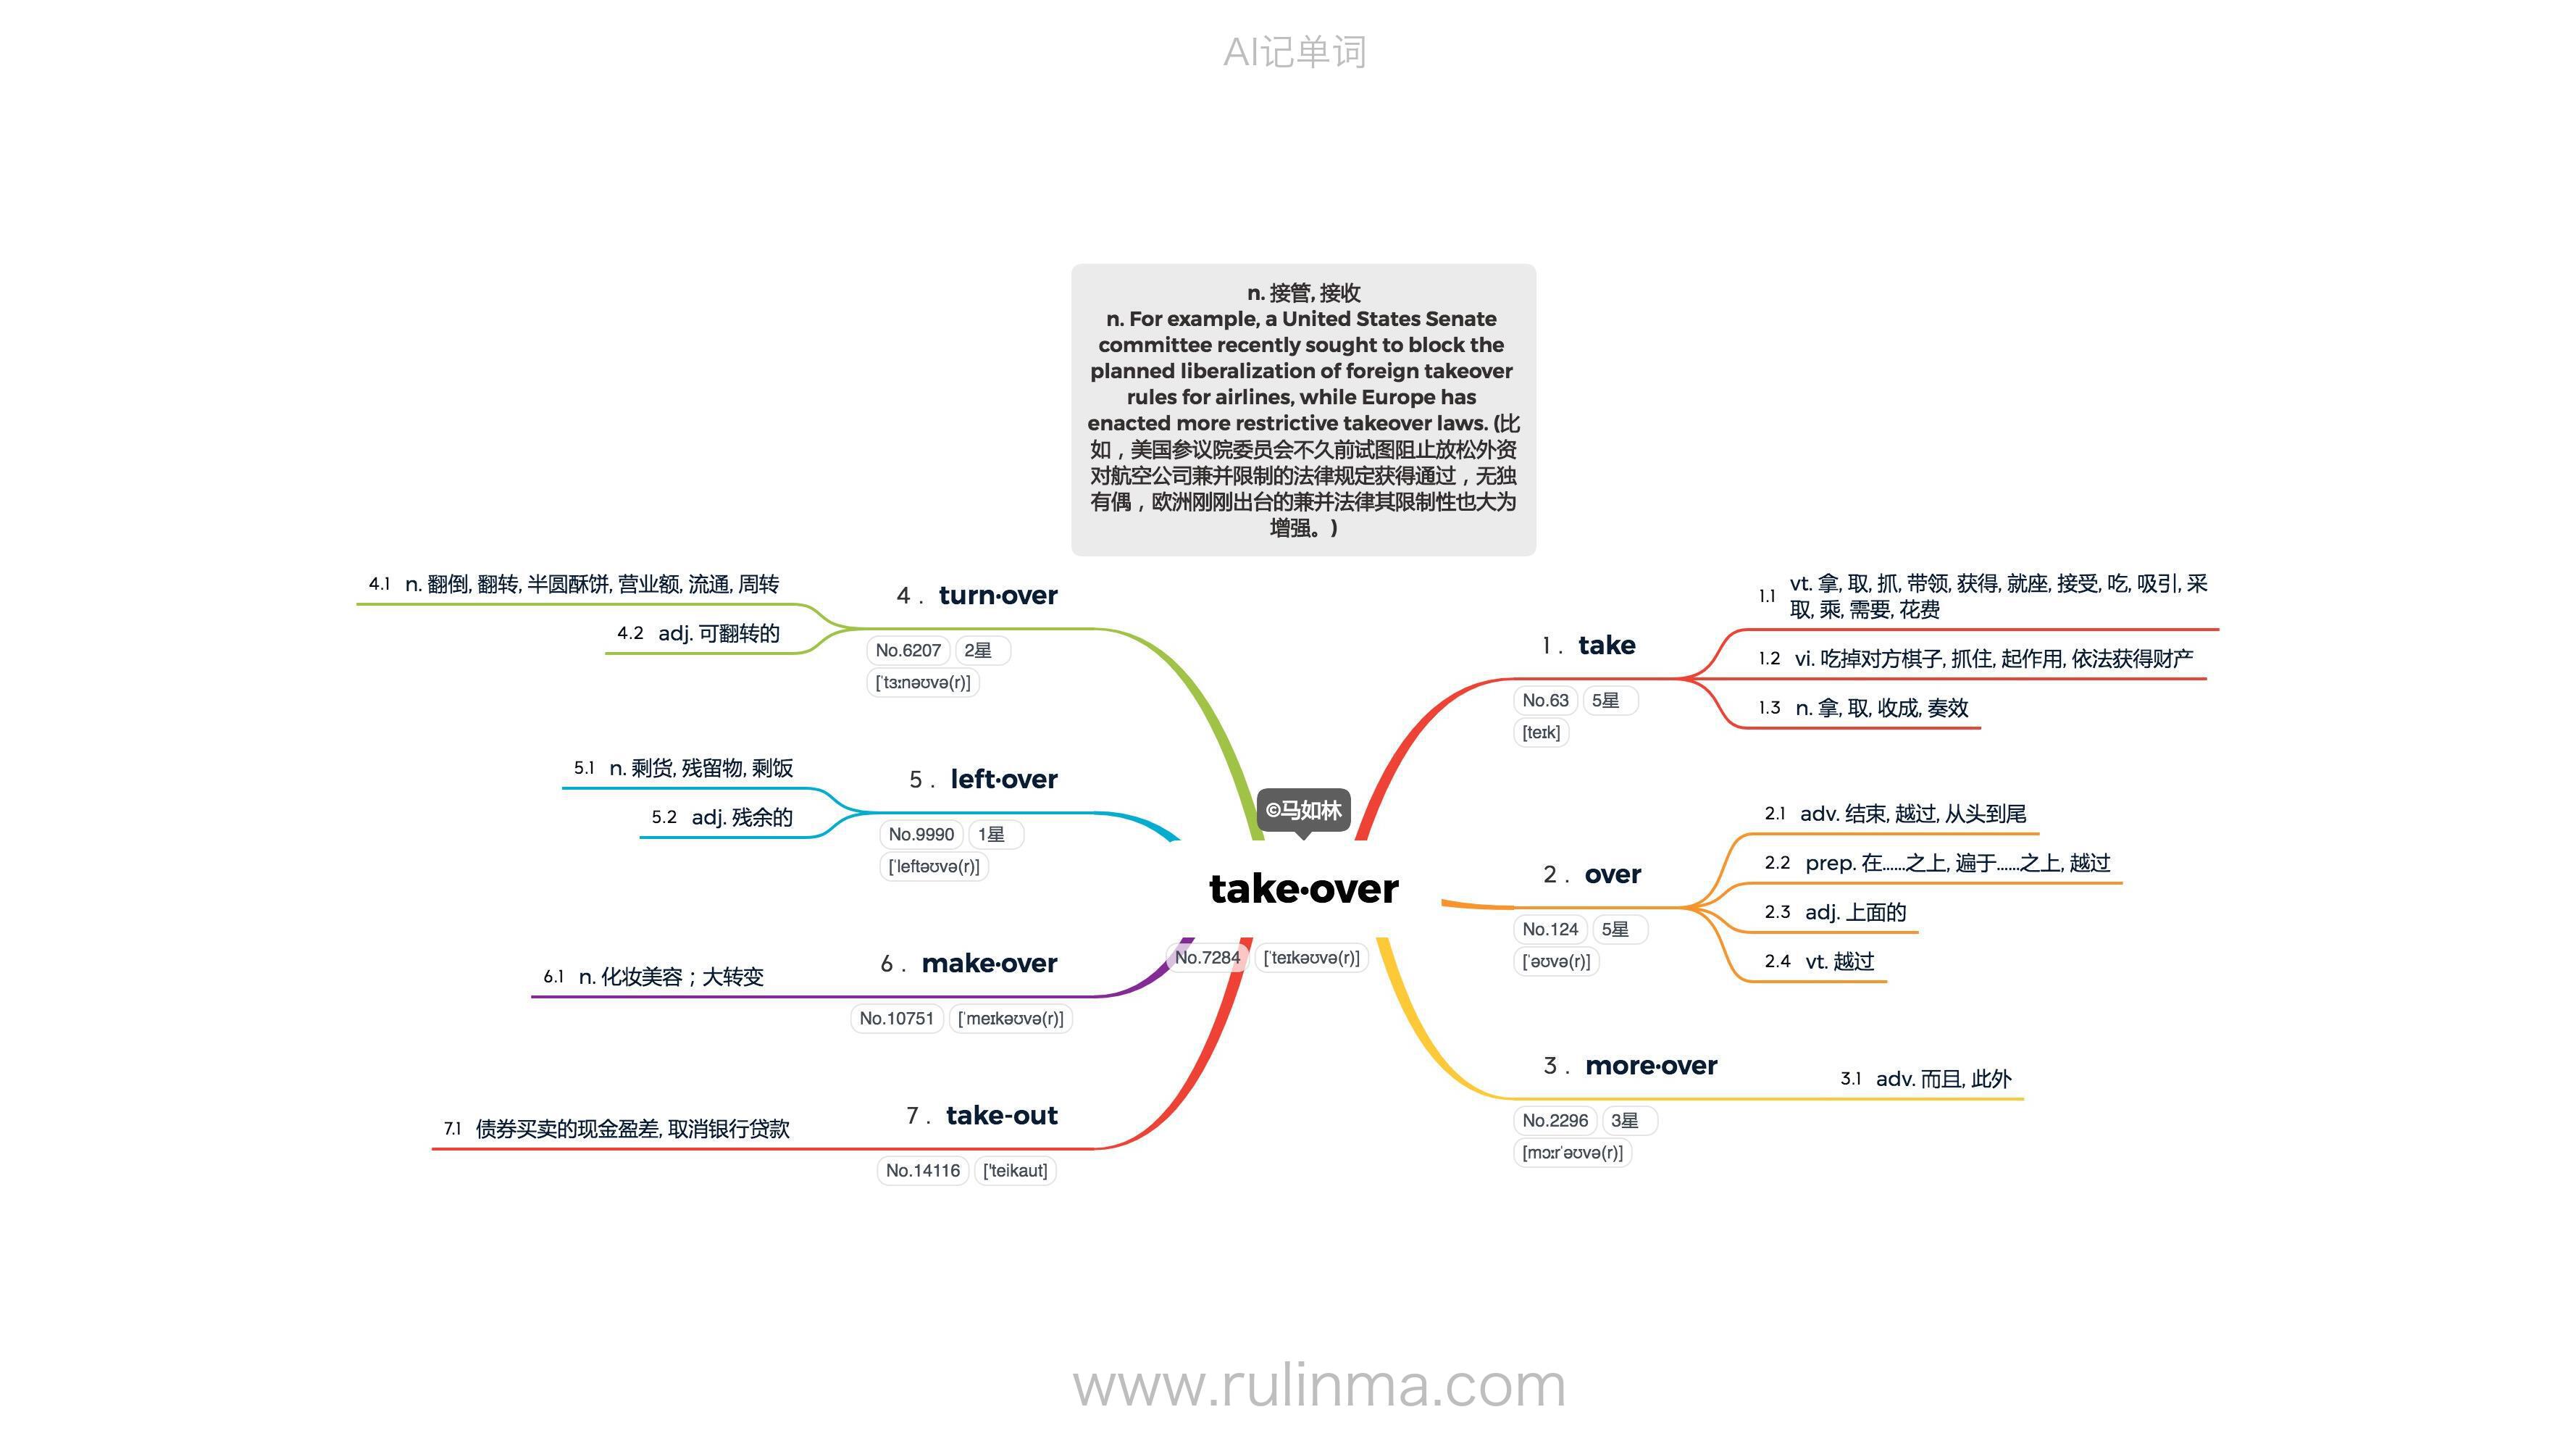 AI记单词
n. 接管, 接收
n. For example, a United States Senate
committee recently sought to block the
planned liberalization of foreign takeover
rules for airlines, while Europe has
enacted more restrictive takeover laws. (比
如，美国参议院委员会不久前试图阻止放松外资
对航空公司兼并限制的法律规定获得通过，无独
有偶，欧洲刚刚出台的兼并法律其限制性也大为
增强。)
©马如林
take·over
No.7284 [ˈteɪkəʊvə(r)]
1. take
No.63 5星
[teɪk]
1.1 vt. 拿, 取, 抓, 带领, 获得, 就座, 接受, 吃, 吸引, 采
取, 乘, 需要, 花费
1.2 vi. 吃掉对方棋子, 抓住, 起作用, 依法获得财产
1.3 n. 拿, 取, 收成, 奏效
2. over
No.124 5星
[ˈəʊvə(r)]
2.1 adv. 结束, 越过, 从头到尾
2.2 prep. 在……之上, 遍于……之上, 越过
2.3 adj. 上面的
2.4 vt. 越过
3. more·over
No.2296 3星
[mɔːrˈəʊvə(r)]
3.1 adv. 而且, 此外
4. turn·over
No.6207 2星
[ˈtɜːnəʊvə(r)]
4.1 n. 翻倒, 翻转, 半圆酥饼, 营业额, 流通, 周转
4.2 adj. 可翻转的
5. left·over
No.9990 1星
[ˈleftəʊvə(r)]
5.1 n. 剩货, 残留物, 剩饭
5.2 adj. 残余的
6. make·over
No.10751 [ˈmeɪkəʊvə(r)]
6.1 n. 化妆美容；大转变
7. take-out
No.14116 ['teikaut]
7.1 债券买卖的现金盈差, 取消银行贷款
www.rulinma.com